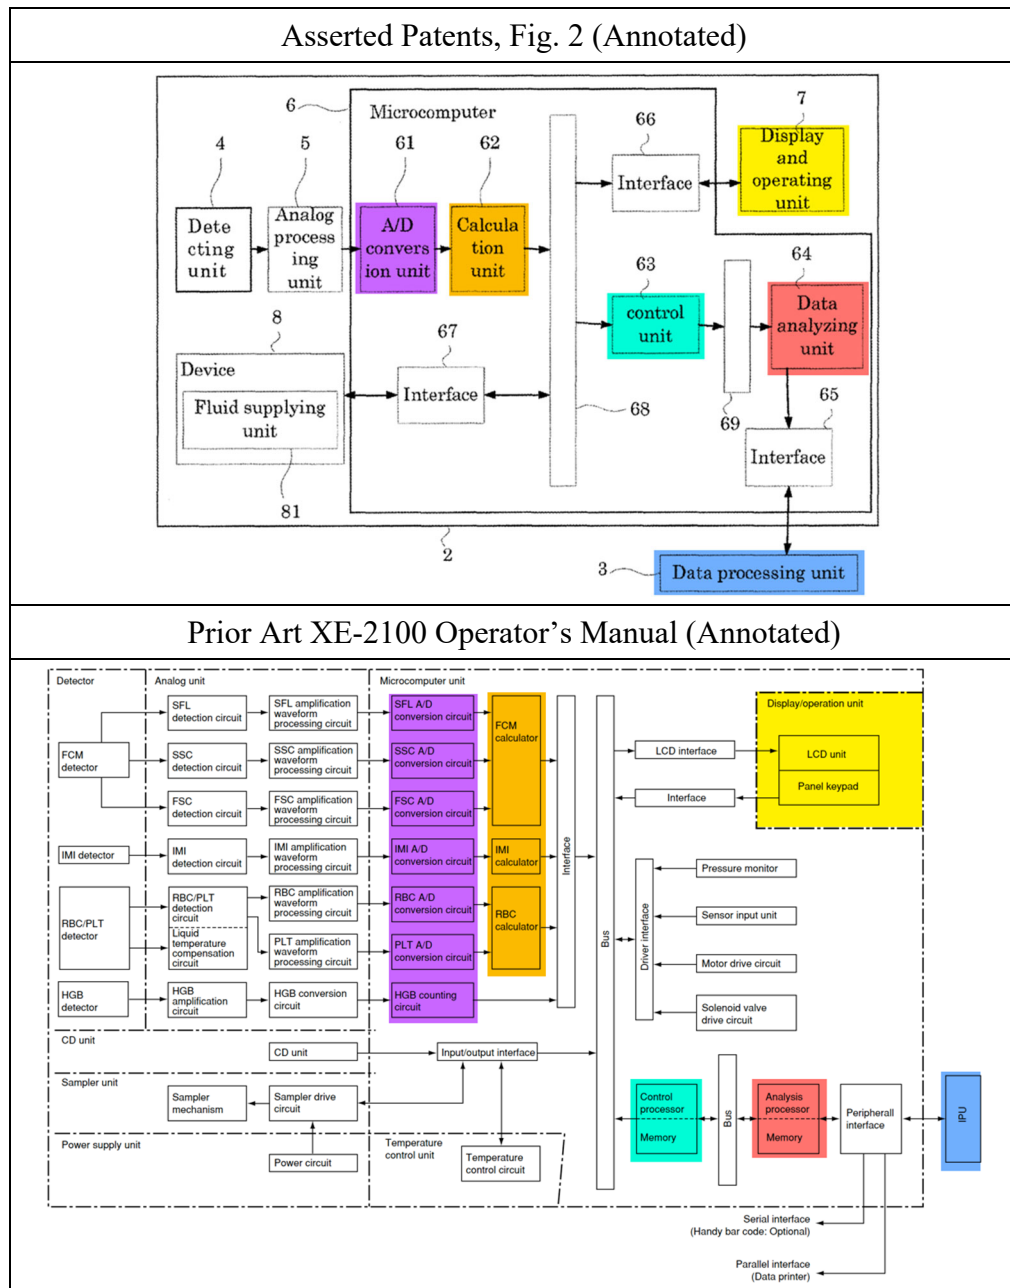 Asserted Patents, Fig. 2 (Annotated)
6
Microcomputer
7
Display
and
operating
unit
4
Dete
cting
unit
5
Analog
process
ing
unit
61
A/D
convers
ion unit
62
Calcula
tion
unit
66
Interface
63
control
unit
64
Data
analyzing
unit
8
Device
Fluid supplying
unit
81
67
Interface
68
69
65
Interface
2
3
Data processing unit
Prior Art XE-2100 Operator’s Manual (Annotated)
Detector
Analog unit
Microcomputer unit
Display/operation unit
FCM
detector
SFL
detection circuit
SFL amplification
waveform
processing circuit
SFL A/D
conversion circuit
FCM
calculator
SSC
detection circuit
SSC amplification
waveform
processing circuit
SSC A/D
conversion circuit
FSC
detection circuit
FSC amplification
waveform
processing circuit
FSC A/D
conversion circuit
IMI detector
IMI
detection circuit
IMI amplification
waveform
processing circuit
IMI A/D
conversion circuit
IMI
calculator
RBC/PLT
detector
RBC/PLT
detection
circuit
Liquid
temperature
compensation
circuit
RBC amplification
waveform
processing circuit
RBC A/D
conversion circuit
RBC
calculator
PLT amplification
waveform
processing circuit
PLT A/D
conversion circuit
HGB
detector
HGB
amplification
circuit
HGB conversion
circuit
HGB counting
circuit
Interface
Bus
LCD interface
LCD unit
Panel keypad
Interface
Driver interface
Pressure monitor
Sensor input unit
Motor drive circuit
Solenoid valve
drive circuit
CD unit
CD unit
Input/output interface
Sampler unit
Sampler
mechanism
Sampler drive
circuit
Power supply unit
Power circuit
Temperature
control unit
Temperature
control circuit
Control
processor
Memory
Bus
Analysis
processor
Memory
Peripherall
interface
IPU
Serial interface
(Handy bar code: Optional)
Parallel interface
(Data printer)